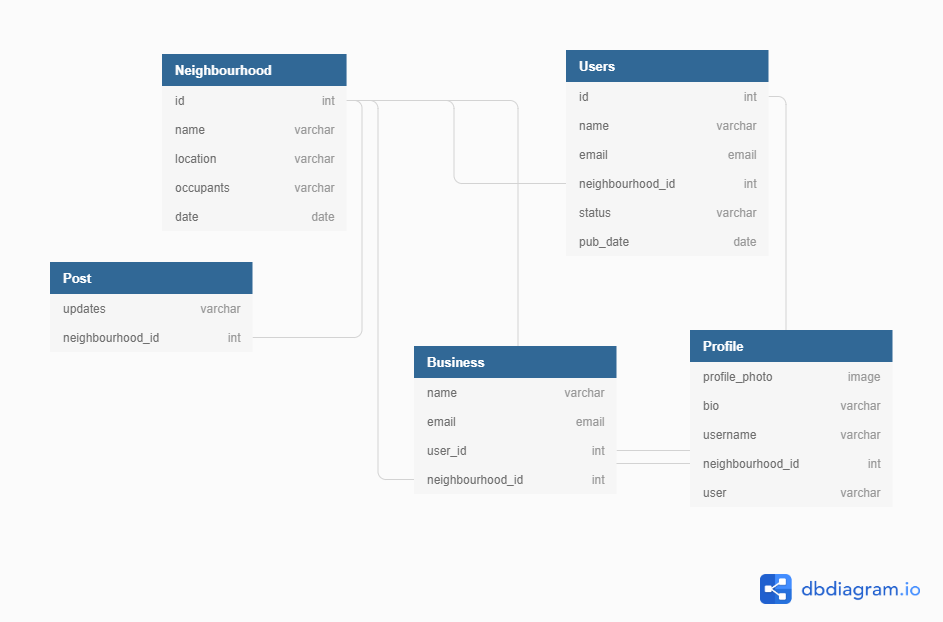 Neighbourhood
id int
name varchar
location varchar
occupants varchar
date date
Users
id int
name varchar
email email
neighbourhood_id int
status varchar
pub_date date
Post
updates varchar
neighbourhood_id int
Business
name varchar
email email
user_id int
neighbourhood_id int
Profile
profile_photo image
bio varchar
username varchar
neighbourhood_id int
user varchar
dbdiagram.io